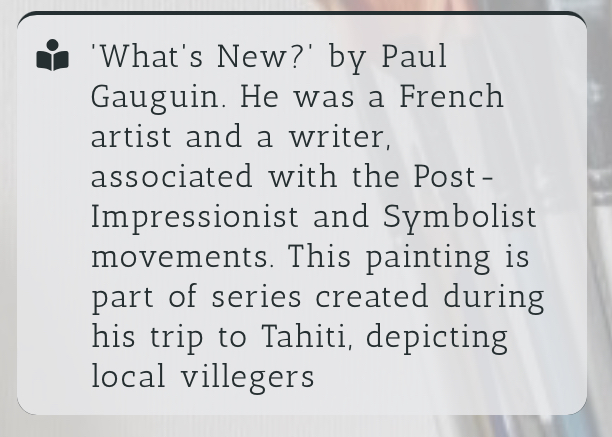 'What's New?' by Paul
Gauguin. He was a French
artist and a writer,
associated with the Post-
Impressionist and Symbolist
movements. This painting is
part of series created during
his trip to Tahiti, depicting
local villegers